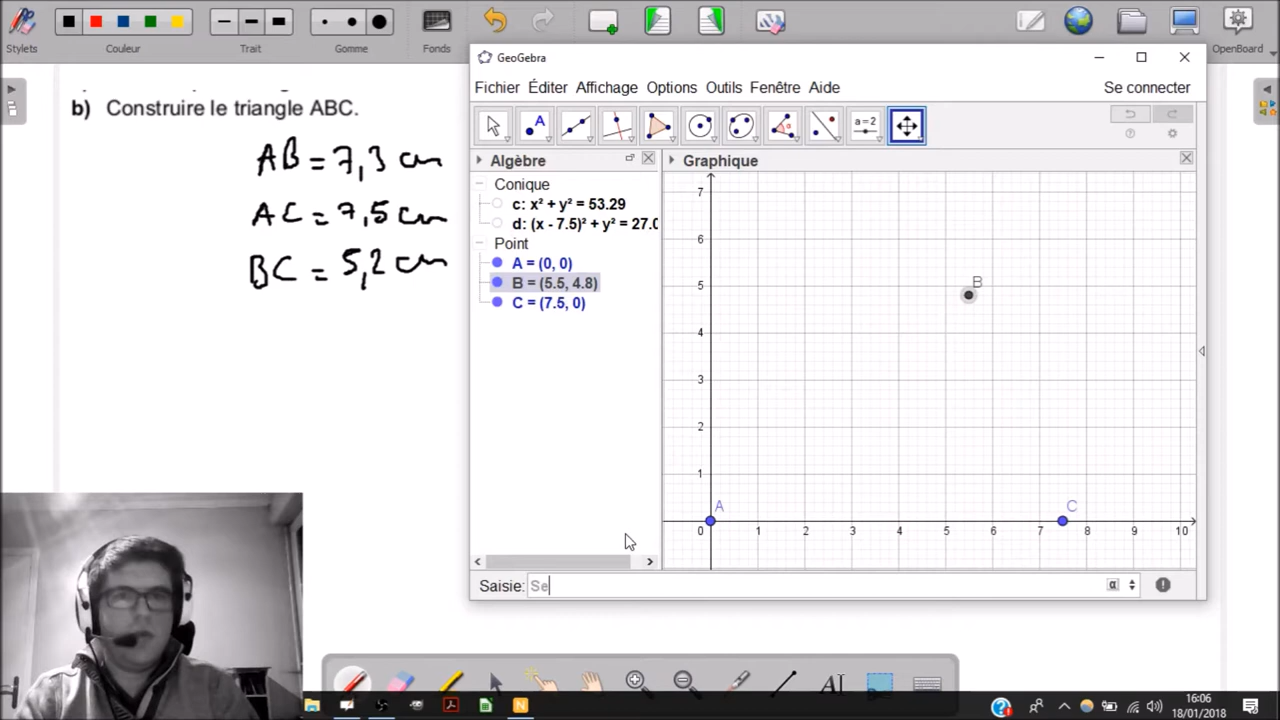 Stylets
Couleur
Trait
Gomme
Fonds
OpenBoard
b) Construire le triangle ABC.
AB = 7,3 cm
AC = 7,5 cm
BC = 5,2 cm
GeoGebra
Fichier Éditer Affichage Options Outils Fenêtre Aide Se connecter
A
a=2
Algèbre
Graphique
Conique
c: x² + y² = 53.29
d: (x - 7.5)² + y² = 27.0
Point
A = (0, 0)
B = (5.5, 4.8)
C = (7.5, 0)
7
6
5
4
3
2
1
B
A
C
0 1 2 3 4 5 6 7 8 9 10
Saisie: Se
α
16:06
18/01/2018